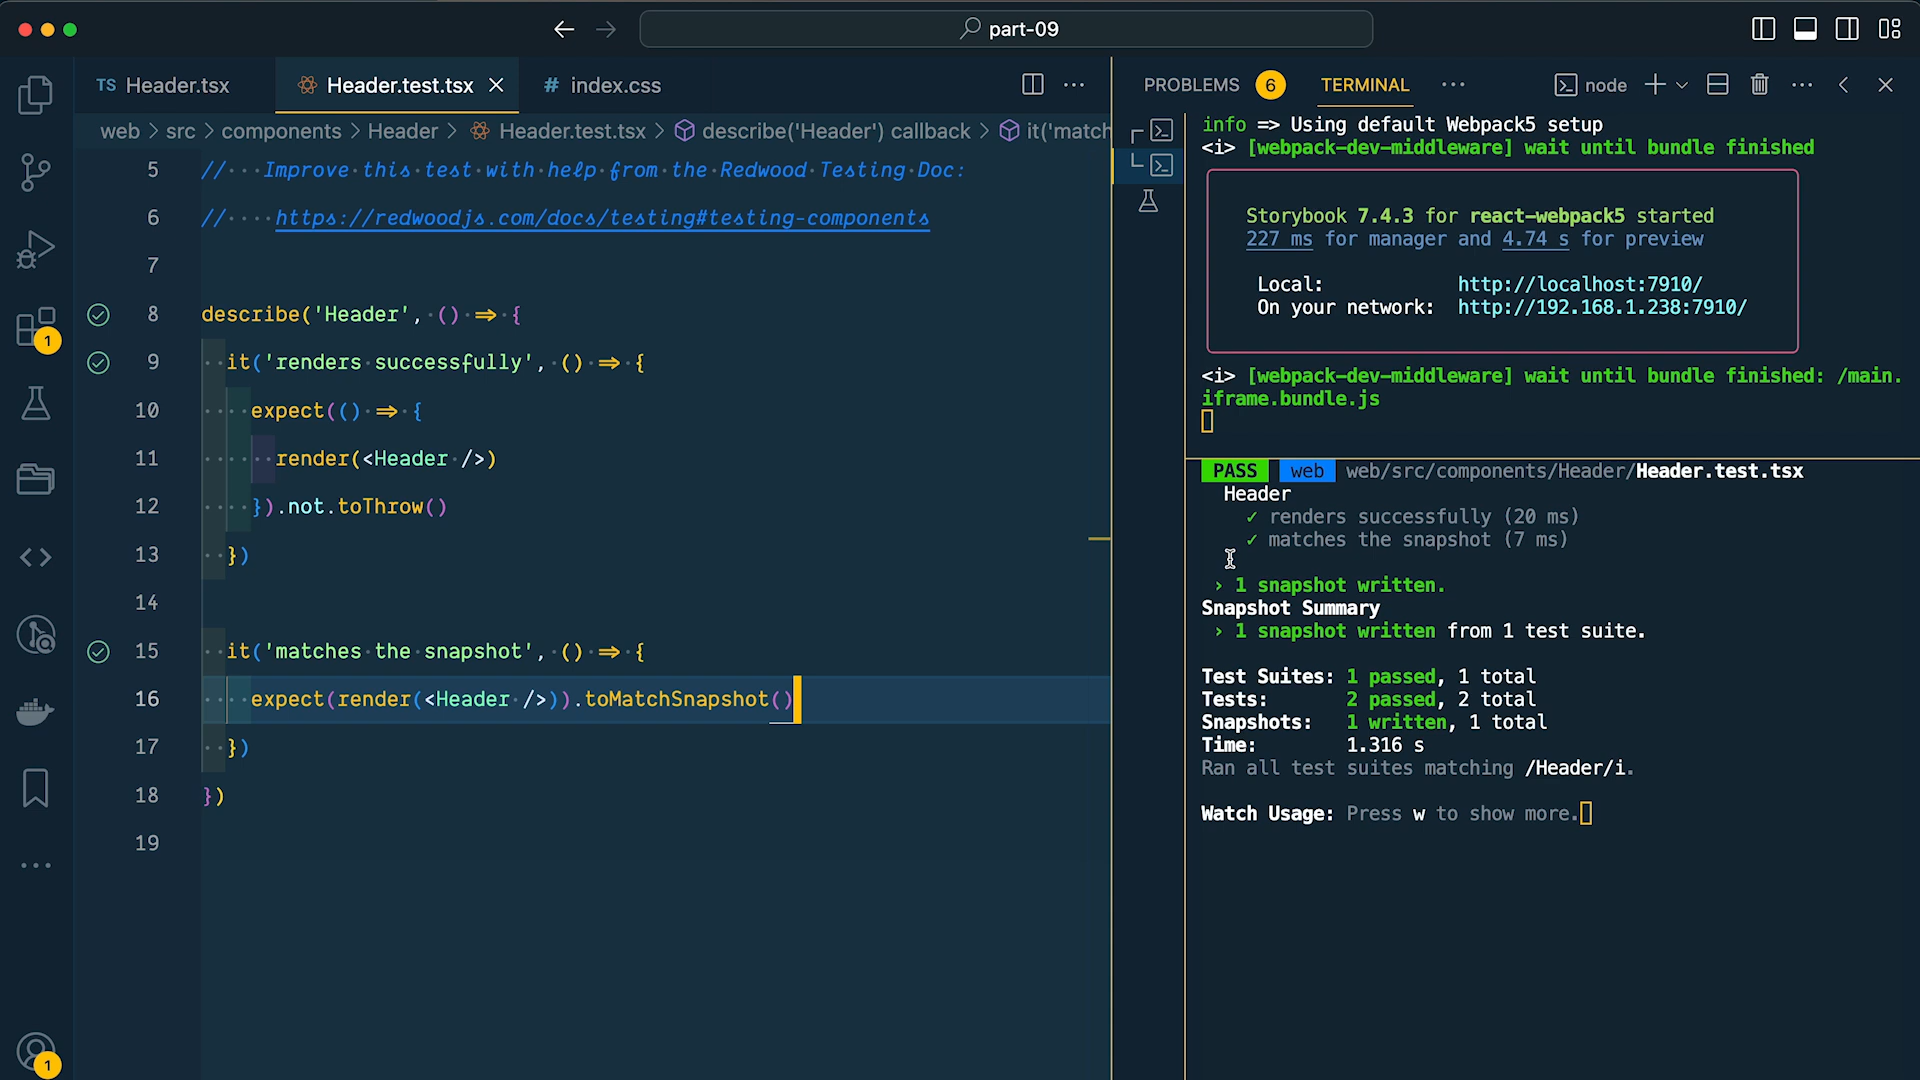 part-09
TS Header.tsx
Header.test.tsx
# index.css
web > src > components > Header > Header.test.tsx > describe('Header') callback > it('match
5 //···Improve·this·test·with·help·from·the·Redwood·Testing·Doc:
6 //····https://redwoodjs.com/docs/testing#testing-components
7
8 describe('Header',·()·=>·{
9 ··it('renders·successfully',·()·=>·{
10 ····expect(()·=>·{
11 ······render(<Header·/>)
12 ····}).not.toThrow()
13 ··})
14
15 ··it('matches·the·snapshot',·()·=>·{
16 ····expect(render(<Header·/>)).toMatchSnapshot()
17 ··})
18 })
19
1
1
PROBLEMS 6 TERMINAL ··· node
info => Using default Webpack5 setup
<i> [webpack-dev-middleware] wait until bundle finished
Storybook 7.4.3 for react-webpack5 started
227 ms for manager and 4.74 s for preview
Local: http://localhost:7910/
On your network: http://192.168.1.238:7910/
<i> [webpack-dev-middleware] wait until bundle finished: /main.
iframe.bundle.js
PASS web web/src/components/Header/Header.test.tsx
Header
✓ renders successfully (20 ms)
✓ matches the snapshot (7 ms)
› 1 snapshot written.
Snapshot Summary
› 1 snapshot written from 1 test suite.
Test Suites: 1 passed, 1 total
Tests: 2 passed, 2 total
Snapshots: 1 written, 1 total
Time: 1.316 s
Ran all test suites matching /Header/i.
Watch Usage: Press w to show more.